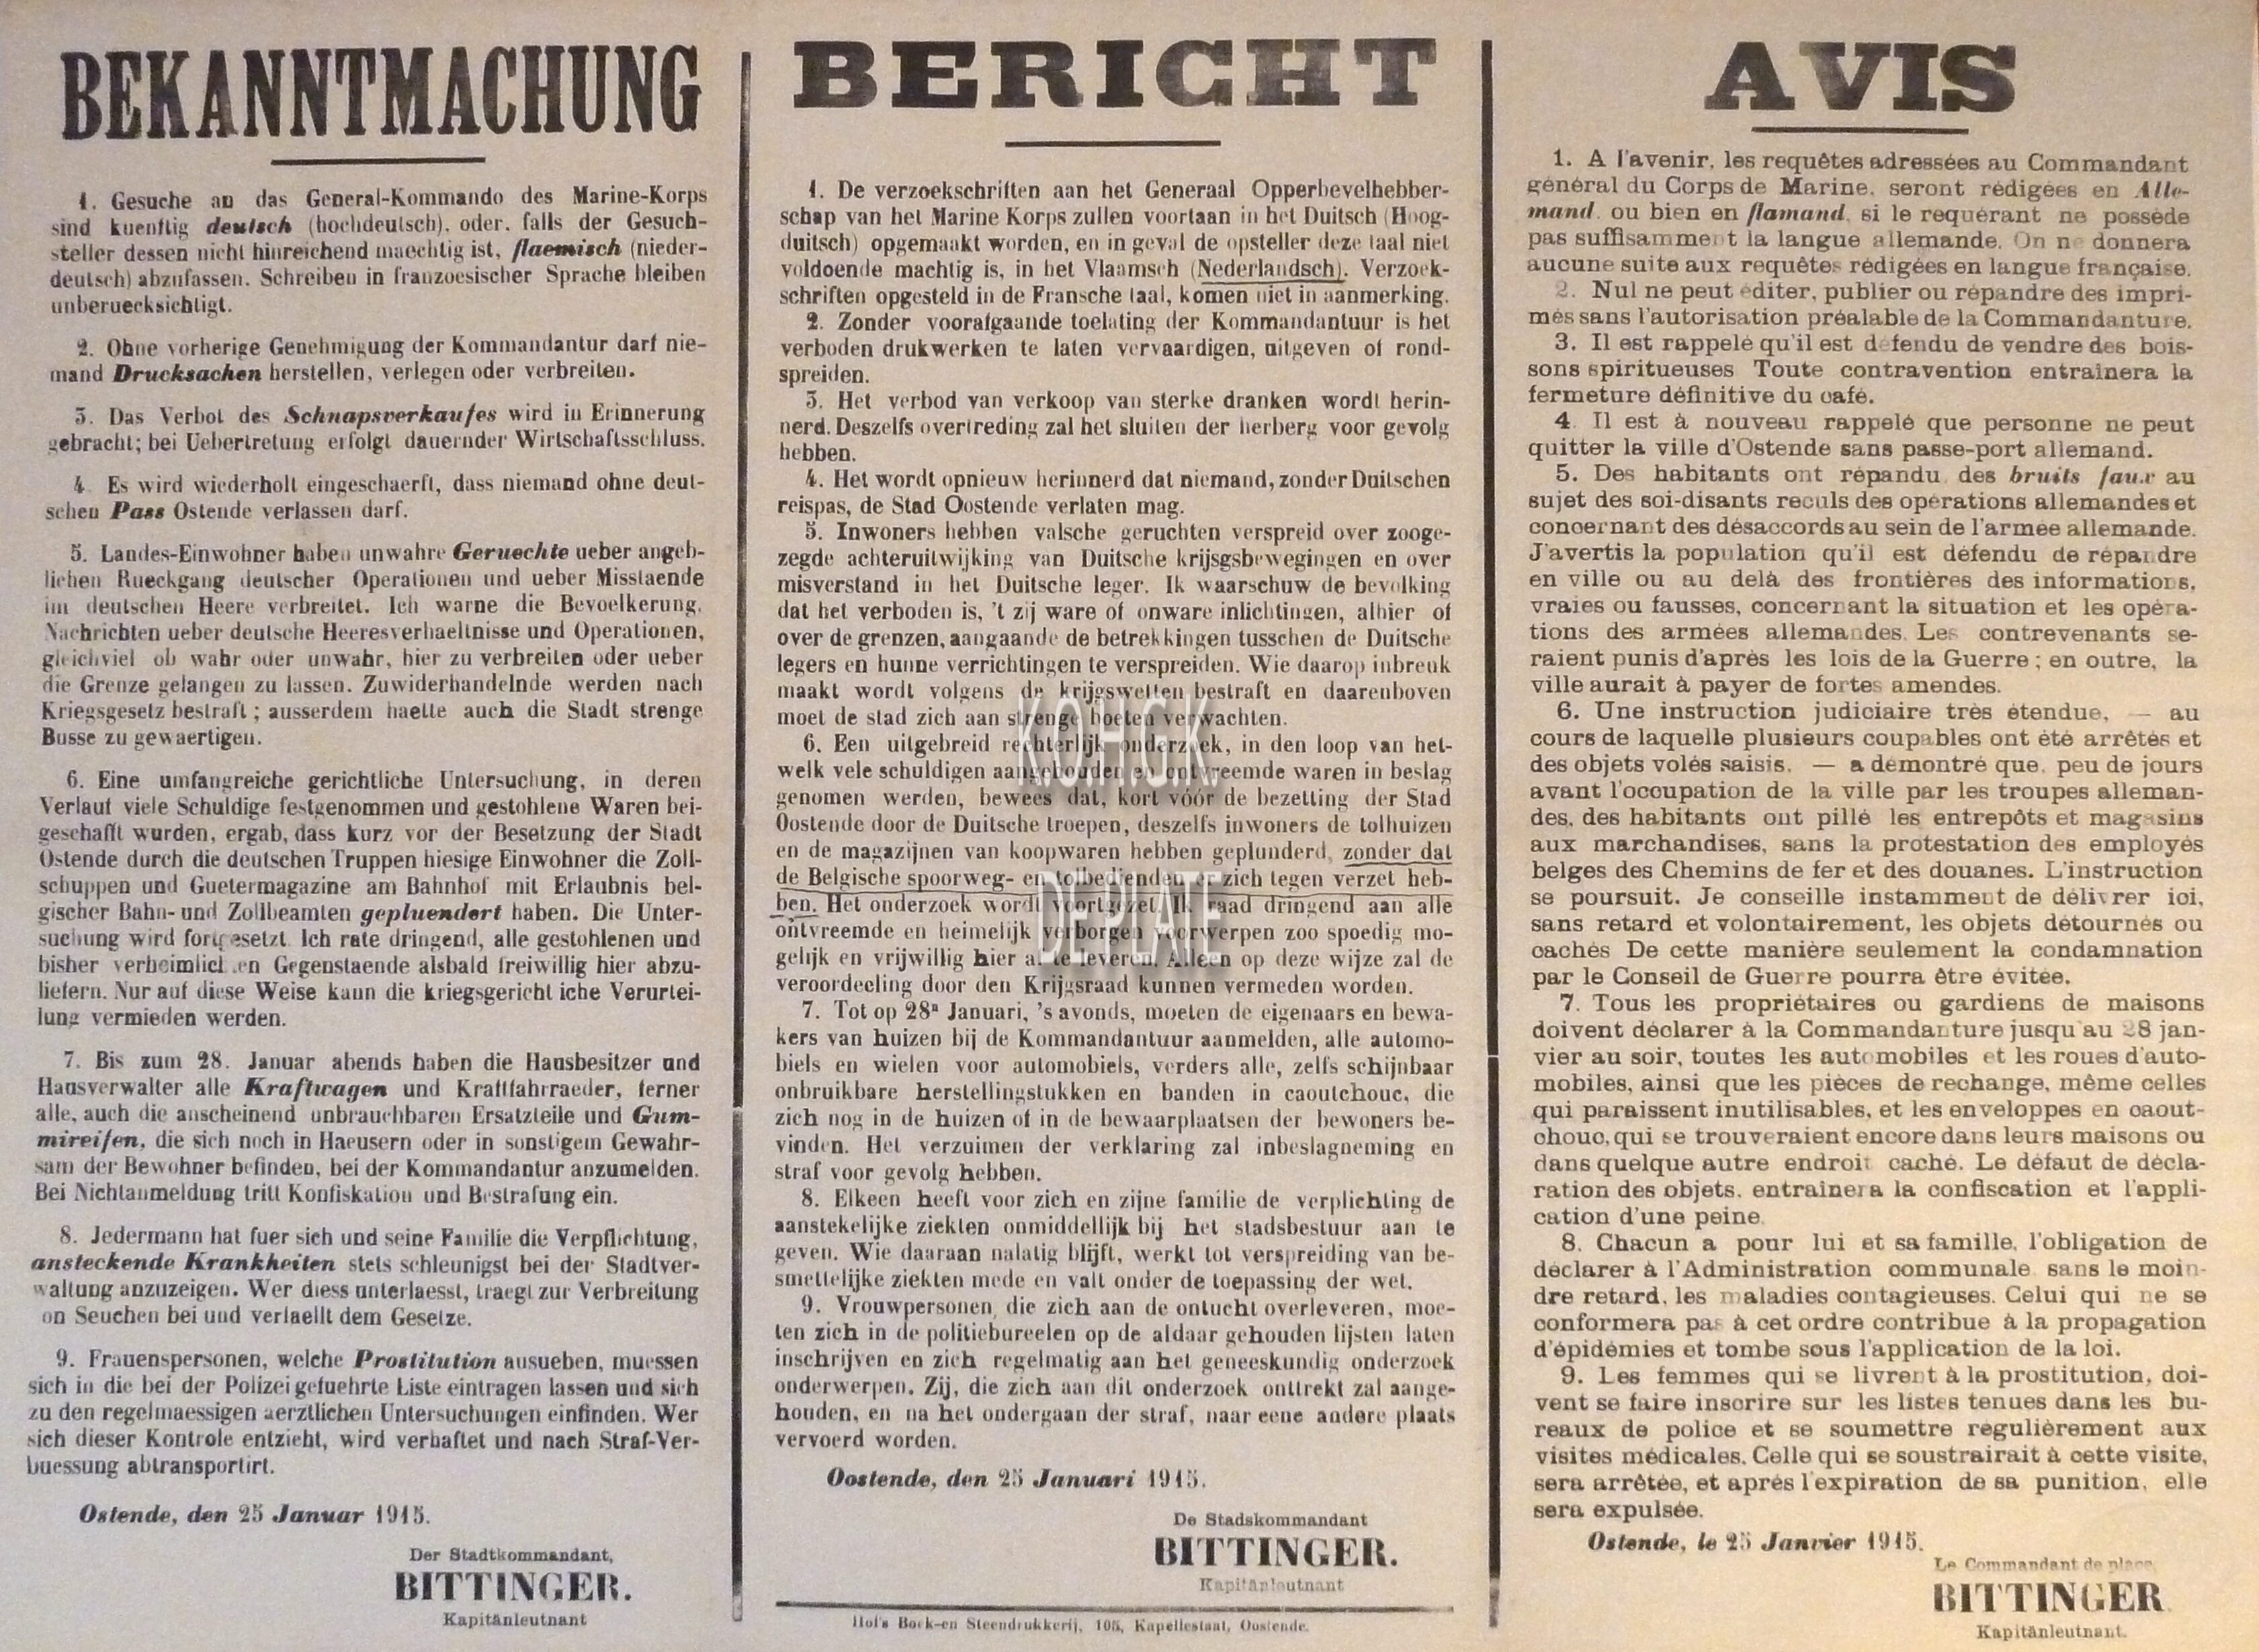 BEKANNTMACHUNG
1. Gesuche an das General-Kommando des Marine-Korps
sind kuenftig deutsch (hochdeutsch), oder, falls der Gesuch-
steller dessen nicht hinreichend maechtig ist, flaemisch (nieder-
deutsch) abzufassen. Schreiben in franzoesischer Sprache bleiben
unberuecksichtigt.
2. Ohne vorherige Genehmigung der Kommandantur darf nie-
mand Drucksachen herstellen, verlegen oder verbreiten.
3. Das Verbot des Schnapsverkaufes wird in Erinnerung
gebracht; bei Uebertretung erfolgt dauernder Wirtschaftsschluss.
4 Es wird wiederholt eingeschaerft, dass niemand ohne deut-
schen Pass Ostende verlassen darf.
5. Landes-Einwohner haben unwahre Geruechte ueber angeb-
lichen Rueckgang deutscher Operationen und ueber Misstaende
im deutschen Heere verbreitet. Ich warne die Bevoelkerung,
Nachrichten ueber deutsche Heeresverhaeltnisse und Operationen,
gleichviel ob wahr oder unwahr, hier zu verbreiten oder ueber
die Grenze gelangen zu lassen. Zuwiderhandelnde werden nach
Kriegsgesetz bestraft; ausserdem haette auch die Stadt strenge
Busse zu gewaertigen.
6. Eine umfangreiche gerichtliche Untersuchung, in deren
Verlauf viele Schuldige festgenommen und gestohlene Waren bei-
geschafft wurden, ergab, dass kurz vor der Besetzung der Stadt
Ostende durch die deutschen Truppen hiesige Einwohner die Zoll-
schuppen und Guetermagazine am Bahnhof mit Erlaubnis bel-
gischer Bahn- und Zollbeamten gepluendert haben. Die Unter-
suchung wird fortgesetzt. Ich rate dringend, alle gestohlenen und
bisher verheimlichten Gegenstaende alsbald freiwillig hier abzu-
liefern. Nur auf diese Weise kann die kriegsgericht iche Verurtei-
lung vermieden werden.
7. Bis zum 28. Januar abends haben die Hausbesitzer und
Hausverwalter alle Kraftwagen und Kraftfahrraeder, ferner
alle, auch die anscheinend unbrauchbaren Ersatzteile und Gum-
mireifen, die sich noch in Haeusern oder in sonstigem Gewahr-
sam der Bewohner befinden, bei der Kommandantur anzumelden.
Bei Nichtanmeldung tritt Konfiskation und Bestrafung ein.
8. Jedermann hat fuer sich und seine Familie die Verpflichtung,
ansteckende Krankheiten stets schleunigst bei der Stadtver-
waltung anzuzeigen. Wer diess unterlaesst, traegt zur Verbreitung
on Seuchen bei und verfaellt dem Gesetze.
9. Frauenspersonen, welche Prostitution ausueben, muessen
sich in die bei der Polizei gefuehrte Liste eintragen lassen und sich
zu den regelmaessigen aerztlichen Untersuchungen einfinden. Wer
sich dieser Kontrole entzieht, wird verhaftet und nach Straf-Ver-
buessung abtransportirt.
Ostende, den 25 Januar 1915.
Der Stadtkommandant,
BITTINGER.
Kapitänleutnant
BERICHT
1. De verzoekschriften aan het Generaal Opperbevelhebber-
schap van het Marine Korps zullen voortaan in het Duitsch (Hoog-
duitsch) opgemaakt worden, en in geval de opsteller deze taal niet
voldoende machtig is, in het Vlaamsch (Nederlandsch). Verzoek-
schriften opgesteld in de Fransche taal, komen niet in aanmerking.
2. Zonder voorafgaande toelating der Kommandantuur is het
verboden drukwerken te laten vervaardigen, uitgeven of rond-
spreiden.
3. Het verbod van verkoop van sterke dranken wordt herin-
nerd. Deszelfs overtreding zal het sluiten der herberg voor gevolg
hebben.
4. Het wordt opnieuw herinnerd dat niemand, zonder Duitschen
reispas, de Stad Oostende verlaten mag.
5. Inwoners hebben valsche geruchten verspreid over zooge-
zegde achteruitwijking van Duitsche krijsgsbewegingen en over
misverstand in het Duitsche leger. Ik waarschuw de bevolking
dat het verboden is, 't zij ware of onware inlichtingen, alhier of
over de grenzen, aangaande de betrekkingen tusschen de Duitsche
legers en hunne verrichtingen te verspreiden. Wie daarop inbreuk
maakt wordt volgens de krijgswetten bestraft en daarenboven
moet de stad zich aan strenge boeten verwachten.
6. Een uitgebreid rechterlijk onderzoek, in den loop van het-
welk vele schuldigen aangehouden en ontvreemde waren in beslag
genomen werden, bewees dat, kort vóór de bezetting der Stad
Oostende door de Duitsche troepen, deszelfs inwoners de tolhuizen
en de magazijnen van koopwaren hebben geplunderd, zonder dat
de Belgische spoorweg- en tolbedienden zich tegen verzet heb-
ben. Het onderzoek wordt voortgezet. Ik raad dringend aan alle
ontvreemde en heimelijk verborgen voorwerpen zoo spoedig mo-
gelijk en vrijwillig hier af te leveren. Alleen op deze wijze zal de
veroordeeling door den Krijgsraad kunnen vermeden worden.
7. Tot op 28n Januari, 's avonds, moeten de eigenaars en bewa-
kers van huizen bij de Kommandantuur aanmelden, alle automo-
biels en wielen voor automobiels, verders alle, zelfs schijnbaar
onbruikbare herstellingstukken en banden in caoutchouc, die
zich nog in de huizen of in de bewaarplaatsen der bewoners be-
vinden. Het verzuimen der verklaring zal inbeslagneming en
straf voor gevolg hebben.
8. Elkeen heeft voor zich en zijne familie de verplichting de
aanstekelijke ziekten onmiddellijk bij het stadsbestuur aan te
geven. Wie daaraan nalatig blijft, werkt tot verspreiding van be-
smettelijke ziekten mede en valt onder de toepassing der wet.
9. Vrouwpersonen, die zich aan de ontucht overleveren, moe-
ten zich in de politiebureelen op de aldaar gehouden lijsten laten
inschrijven en zich regelmatig aan het geneeskundig onderzoek
onderwerpen. Zij, die zich aan dit onderzoek onttrekt zal aange-
houden, en na het ondergaan der straf, naar eene andere plaats
vervoerd worden.
Oostende, den 25 Januari 1915.
De Stadskommandant
BITTINGER.
Kapitänleutnant
Hof's Boek-en Steendrukkerij, 105, Kapellestaat, Oostende.
KOHGK
DE PLATE
AVIS
1. A l'avenir, les requêtes adressées au Commandant
général du Corps de Marine, seront rédigées en Alle-
mand, ou bien en flamand, si le requérant ne possède
pas suffisamment la langue allemande. On ne donnera
aucune suite aux requêtes rédigées en langue française.
2. Nul ne peut éditer, publier ou répandre des impri-
més sans l'autorisation préalable de la Commandanture.
3. Il est rappelé qu'il est défendu de vendre des bois-
sons spiritueuses Toute contravention entraînera la
fermeture définitive du café.
4 Il est à nouveau rappelé que personne ne peut
quitter la ville d'Ostende sans passe-port allemand.
5. Des habitants ont répandu des bruits faux au
sujet des soi-disants reculs des opérations allemandes et
concernant des désaccords au sein de l'armée allemande.
J'avertis la population qu'il est défendu de répandre
en ville ou au delà des frontières des informations,
vraies ou fausses, concernant la situation et les opéra-
tions des armées allemandes. Les contrevenants se-
raient punis d'après les lois de la Guerre; en outre, la
ville aurait à payer de fortes amendes.
6. Une instruction judiciaire très étendue, — au
cours de laquelle plusieurs coupables ont été arrêtés et
des objets volés saisis, — a démontré que, peu de jours
avant l'occupation de la ville par les troupes alleman-
des, des habitants ont pillé les entrepôts et magasins
aux marchandises, sans la protestation des employés
belges des Chemins de fer et des douanes. L'instruction
se poursuit. Je conseille instamment de délivrer ici,
sans retard et volontairement, les objets détournés ou
cachés De cette manière seulement la condamnation
par le Conseil de Guerre pourra être évitée.
7. Tous les propriétaires ou gardiens de maisons
doivent déclarer à la Commandanture jusqu'au 28 jan-
vier au soir, toutes les automobiles et les roues d'auto-
mobiles, ainsi que les pièces de rechange, même celles
qui paraissent inutilisables, et les enveloppes en caout-
chouc, qui se trouveraient encore dans leurs maisons ou
dans quelque autre endroit caché. Le défaut de décla-
ration des objets, entraînera la confiscation et l'appli-
cation d'une peine.
8. Chacun a pour lui et sa famille, l'obligation de
déclarer à l'Administration communale sans le moin-
dre retard, les maladies contagieuses. Celui qui ne se
conformera pas à cet ordre contribue à la propagation
d'épidémies et tombe sous l'application de la loi.
9. Les femmes qui se livrent à la prostitution, doi-
vent se faire inscrire sur les listes tenues dans les bu-
reaux de police et se soumettre régulièrement aux
visites médicales. Celle qui se soustrairait à cette visite,
sera arrêtée, et après l'expiration de sa punition, elle
sera expulsée.
Ostende, le 25 Janvier 1915.
Le Commandant de place,
BITTINGER
Kapitänleutnant.